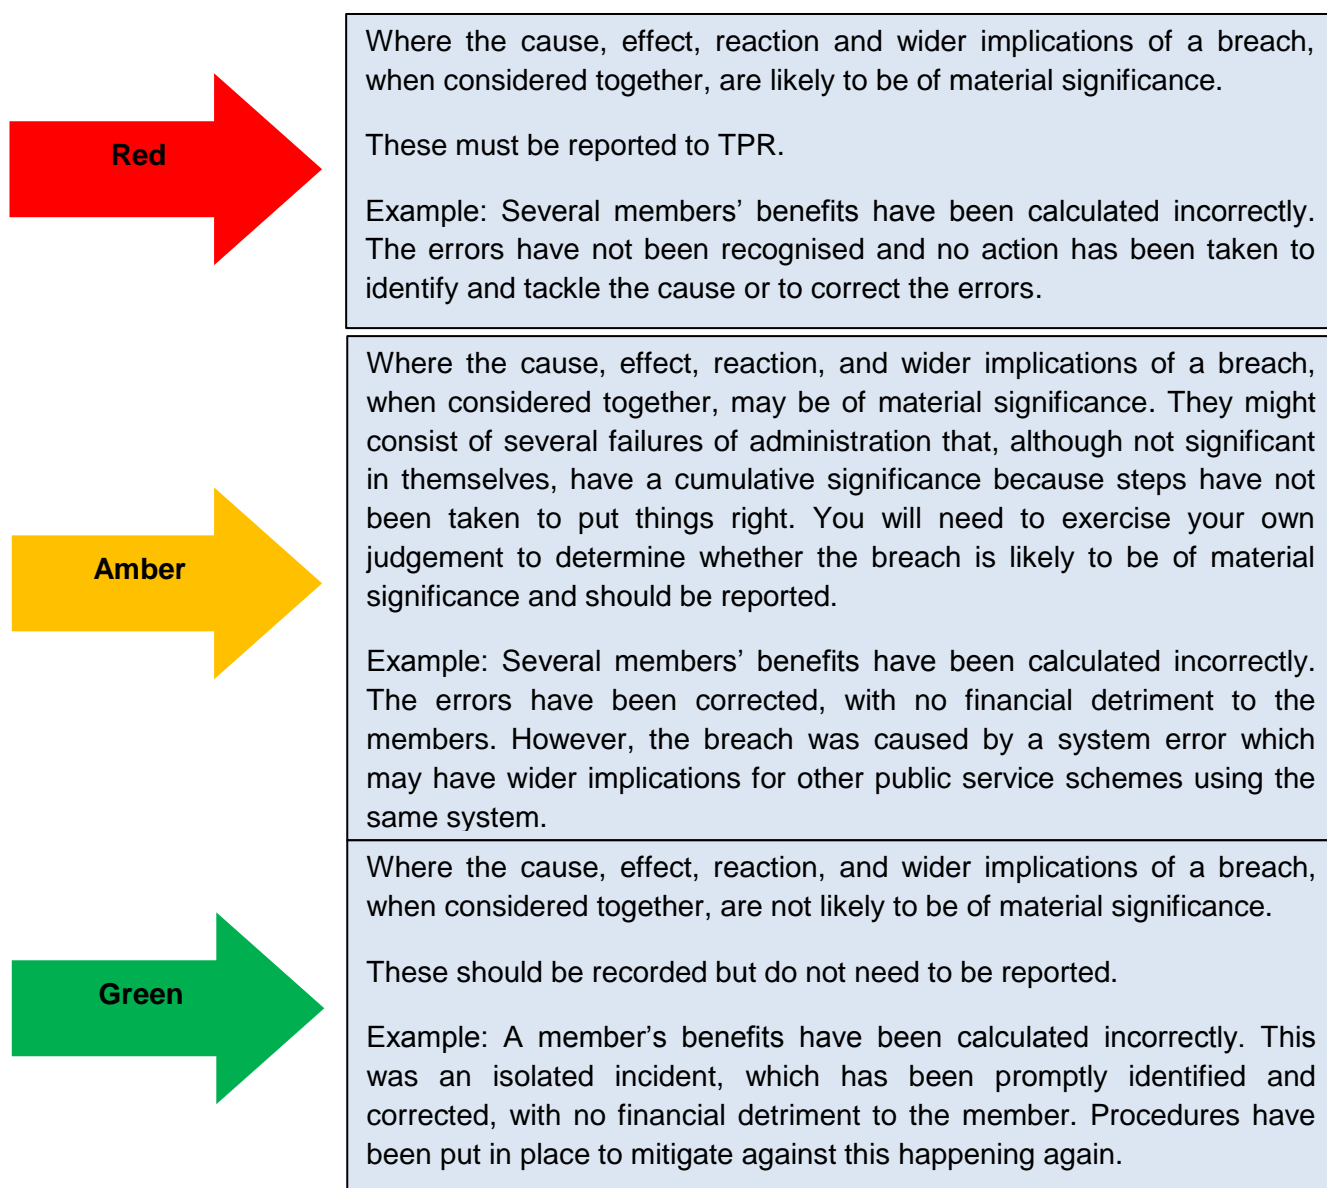 Where the cause, effect, reaction and wider implications of a breach,
when considered together, are likely to be of material significance.
These must be reported to TPR.
Red
Example: Several members’ benefits have been calculated incorrectly.
The errors have not been recognised and no action has been taken to
identify and tackle the cause or to correct the errors.
Where the cause, effect, reaction, and wider implications of a breach,
when considered together, may be of material significance. They might
consist of several failures of administration that, although not significant
in themselves, have a cumulative significance because steps have not
been taken to put things right. You will need to exercise your own
judgement to determine whether the breach is likely to be of material
significance and should be reported.
Amber
Example: Several members’ benefits have been calculated incorrectly.
The errors have been corrected, with no financial detriment to the
members. However, the breach was caused by a system error which
may have wider implications for other public service schemes using the
same system.
Where the cause, effect, reaction, and wider implications of a breach,
when considered together, are not likely to be of material significance.
These should be recorded but do not need to be reported.
Green
Example: A member’s benefits have been calculated incorrectly. This
was an isolated incident, which has been promptly identified and
corrected, with no financial detriment to the member. Procedures have
been put in place to mitigate against this happening again.